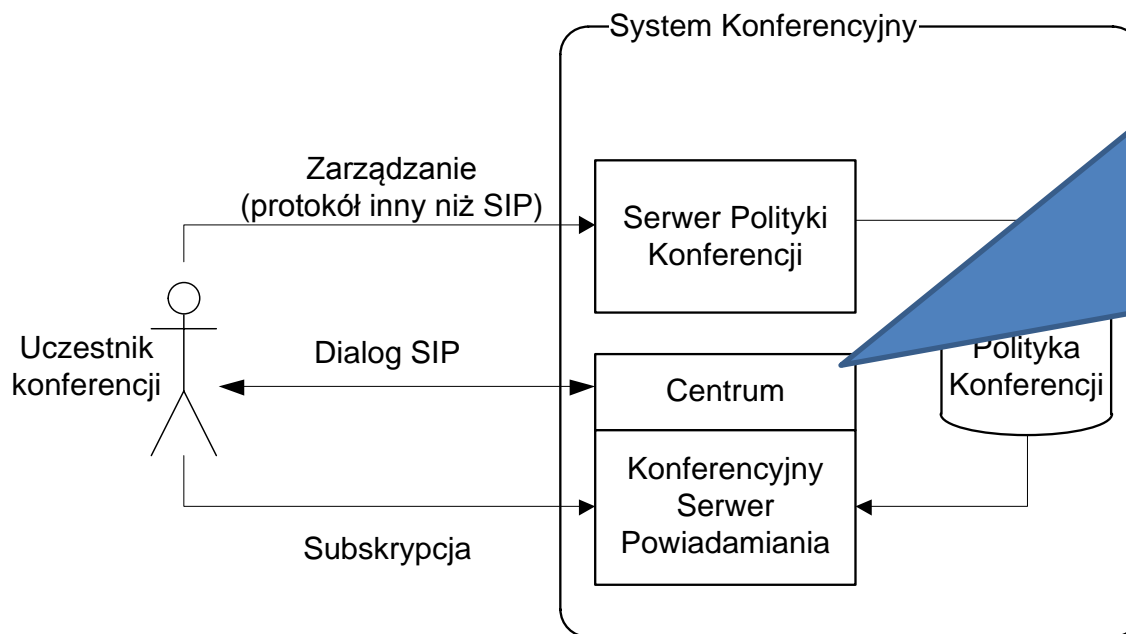 System Konferencyjny
Zarządzanie
(protokół inny niż SIP)
Serwer Polityki
Konferencji
Uczestnik
konferencji
Dialog SIP
Centrum
Polityka
Konferencji
Konferencyjny
Serwer
Powiadamiania
Subskrypcja